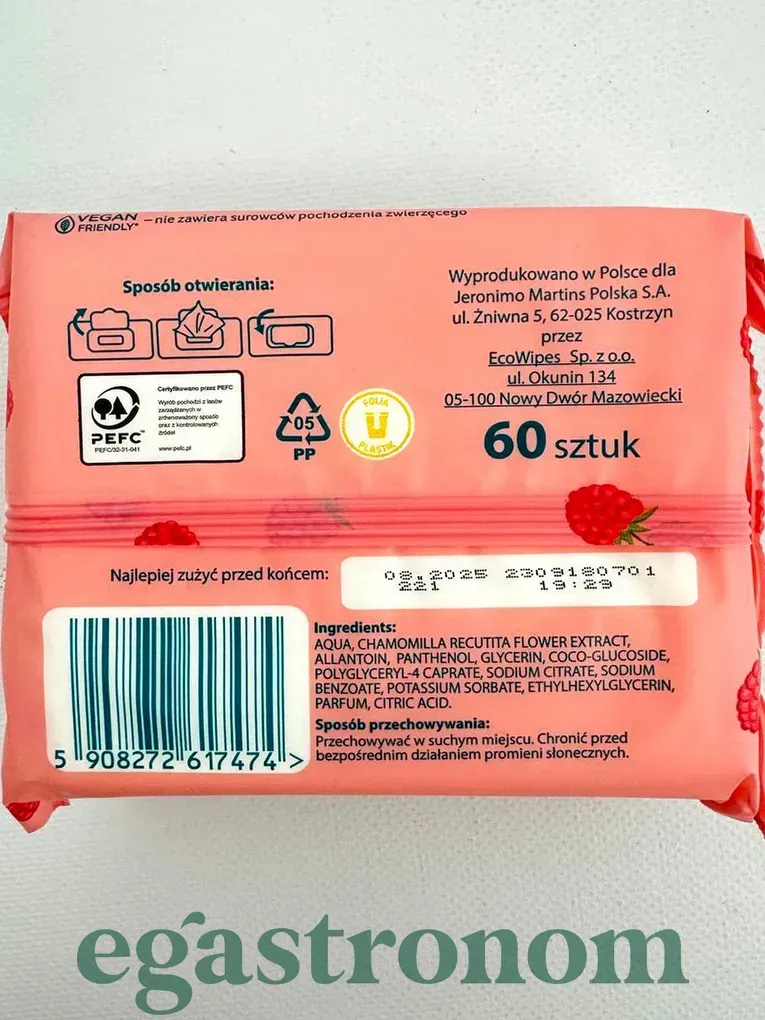 VEGAN
FRIENDLY* – nie zawiera surowców pochodzenia zwierzęcego
Sposób otwierania:
Wyprodukowano w Polsce dla
Jeronimo Martins Polska S.A.
ul. Żniwna 5, 62-025 Kostrzyn
przez
EcoWipes Sp. z o.o.
ul. Okunin 134
05-100 Nowy Dwór Mazowiecki
60 sztuk
Certyfikowano przez PEFC
Wyrób pochodzi z lasów
zarządzanych w
zrównoważony sposób
oraz z kontrolowanych
źródeł
PEFC™
PEFC/32-31-041
www.pefc.pl
05
PP
FOLIA
PLASTIK
Najlepiej zużyć przed końcem:
08.2025 2309180701
221 19:29
Ingredients:
AQUA, CHAMOMILLA RECUTITA FLOWER EXTRACT,
ALLANTOIN, PANTHENOL, GLYCERIN, COCO-GLUCOSIDE,
POLYGLYCERYL-4 CAPRATE, SODIUM CITRATE, SODIUM
BENZOATE, POTASSIUM SORBATE, ETHYLHEXYLGLYCERIN,
PARFUM, CITRIC ACID.
Sposób przechowywania:
Przechowywać w suchym miejscu. Chronić przed
bezpośrednim działaniem promieni słonecznych.
5 908272 617474 >
egastronom